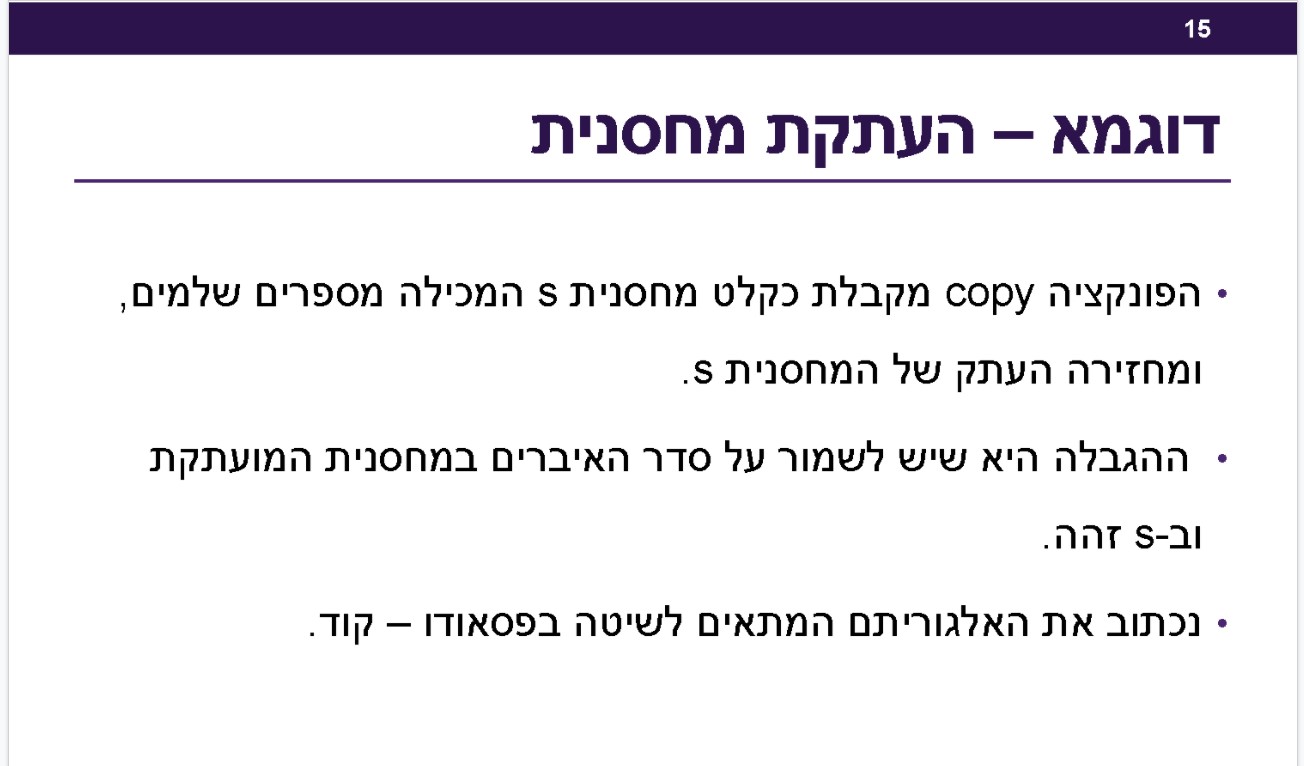 15
דוגמא – העתקת מחסנית
• הפונקציה copy מקבלת כקלט מחסנית s המכילה מספרים שלמים,
ומחזירה העתק של המחסנית s.
• ההגבלה היא שיש לשמור על סדר האיברים במחסנית המועתקת
וב-s זהה.
• נכתוב את האלגוריתם המתאים לשיטה בפסאודו – קוד.